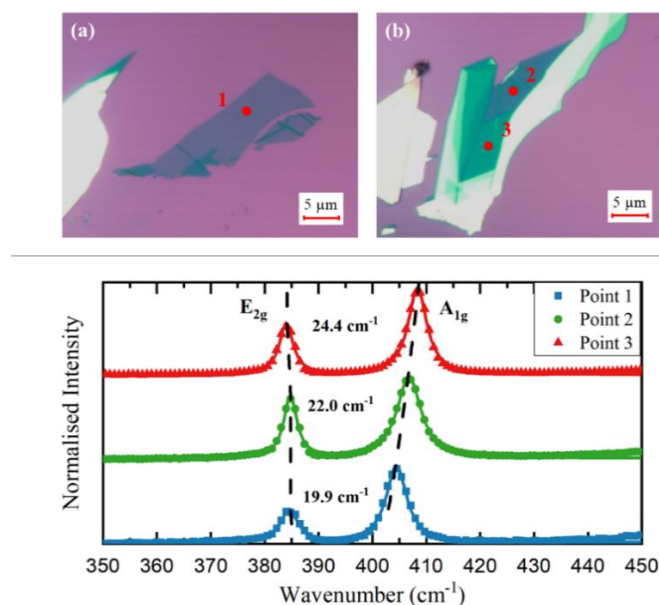 (a)
1
5 µm
(b)
2
3
5 µm
E2g
A1g
24.4 cm-1
22.0 cm-1
19.9 cm-1
Point 1
Point 2
Point 3
Normalised Intensity
350 360 370 380 390 400 410 420 430 440 450
Wavenumber (cm-1)